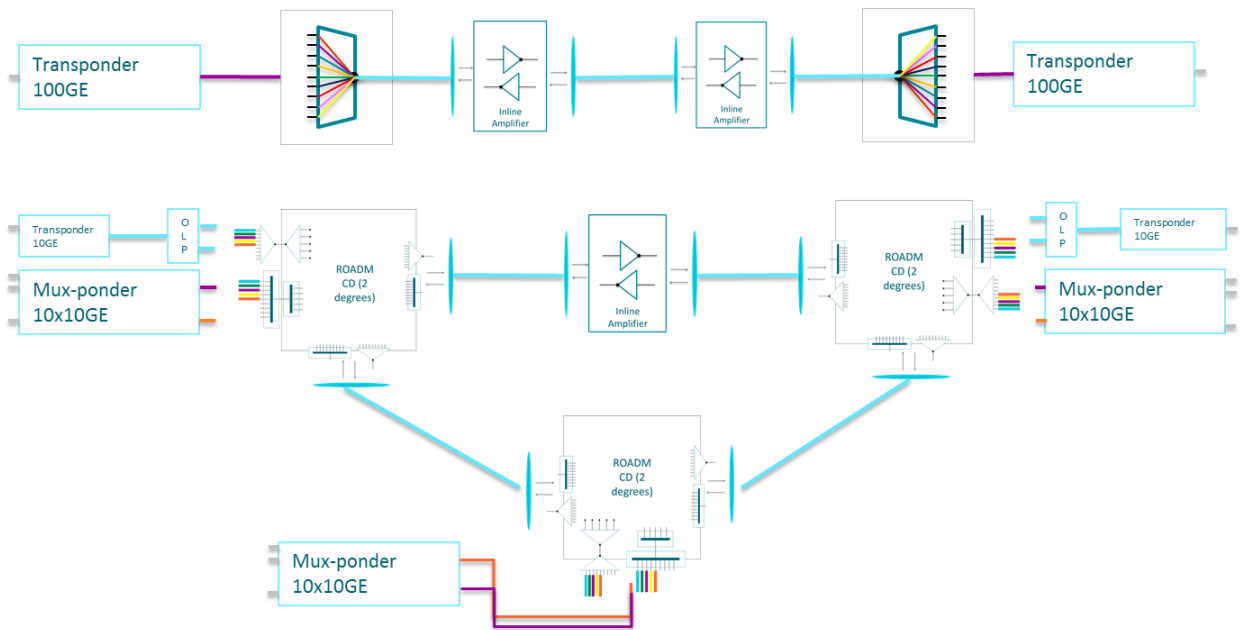 Transponder
100GE
Inline
Amplifier
Inline
Amplifier
Transponder
100GE
Transponder
10GE
O
L
P
ROADM
CD (2
degrees)
Mux-ponder
10x10GE
Inline
Amplifier
ROADM
CD (2
degrees)
O
L
P
Transponder
10GE
Mux-ponder
10x10GE
ROADM
CD (2
degrees)
Mux-ponder
10x10GE